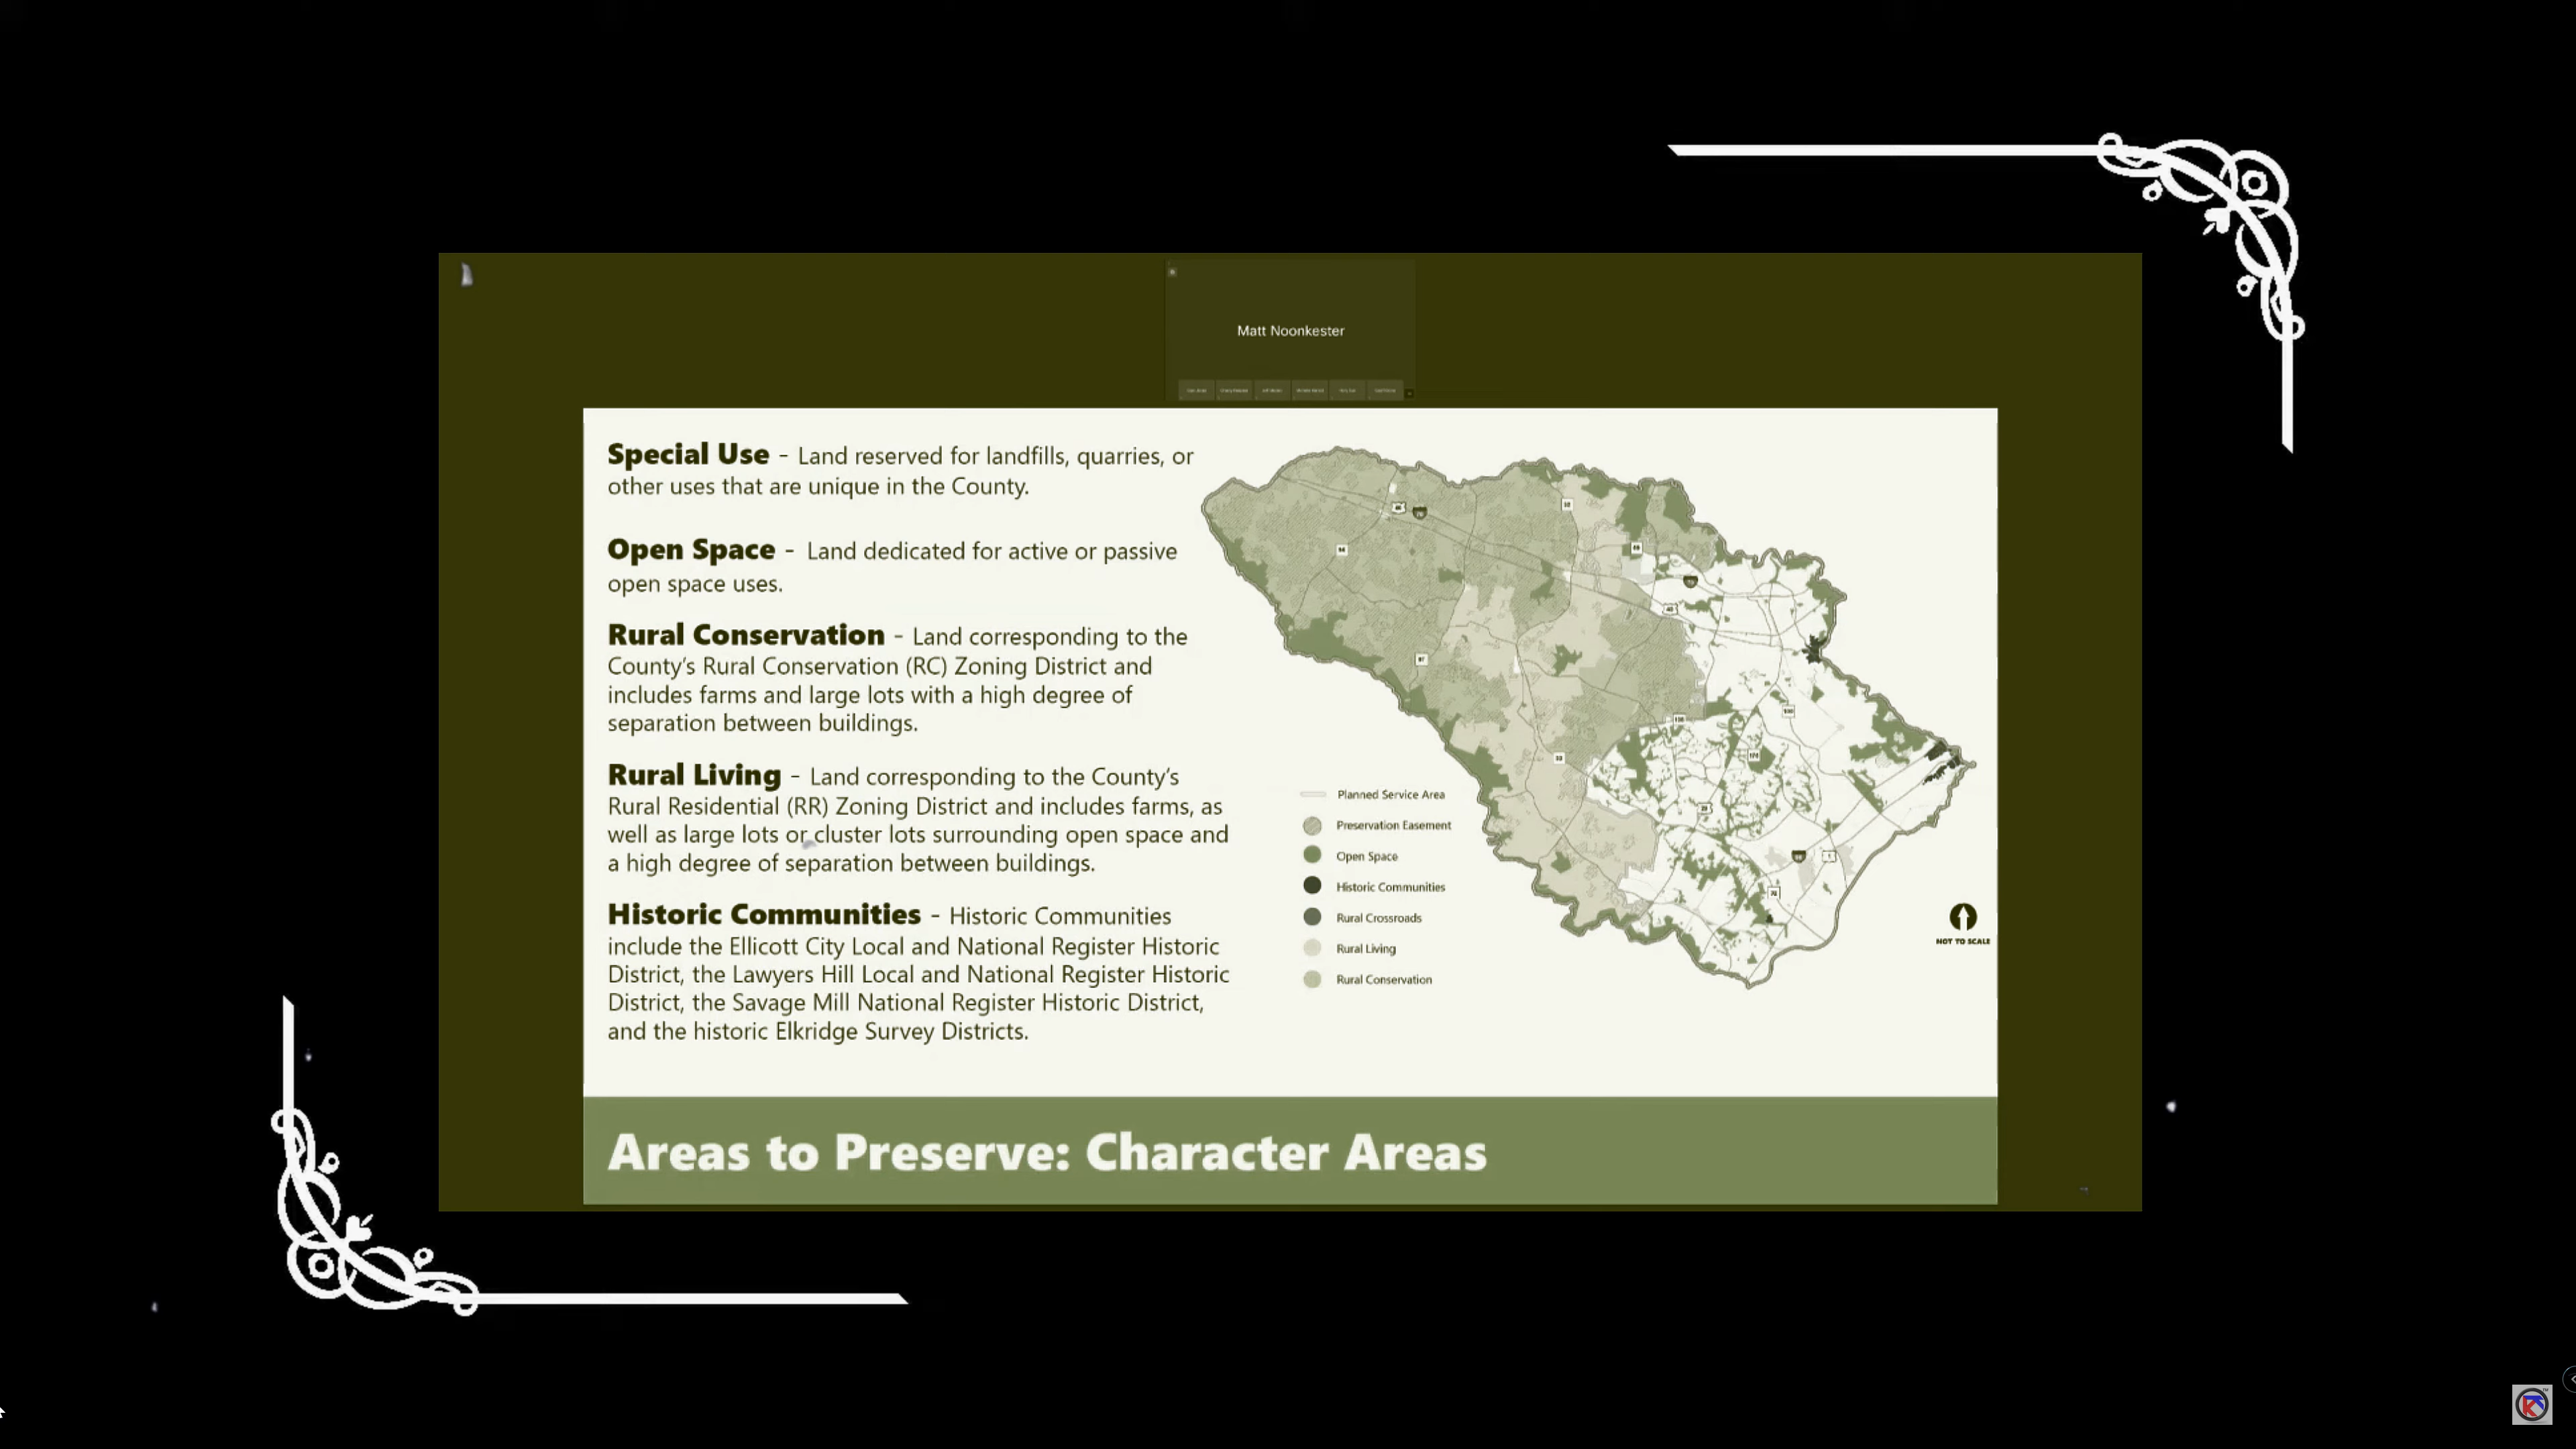 Matt Noonkester
Special Use - Land reserved for landfills, quarries, or
other uses that are unique in the County.
Open Space - Land dedicated for active or passive
open space uses.
Rural Conservation - Land corresponding to the
County's Rural Conservation (RC) Zoning District and
includes farms and large lots with a high degree of
separation between buildings.
Rural Living - Land corresponding to the County's
Rural Residential (RR) Zoning District and includes farms, as
well as large lots or cluster lots surrounding open space and
a high degree of separation between buildings.
Historic Communities - Historic Communities
include the Ellicott City Local and National Register Historic
District, the Lawyers Hill Local and National Register Historic
District, the Savage Mill National Register Historic District,
and the historic Elkridge Survey Districts.
Planned Service Area
Preservation Easement
Open Space
Historic Communities
Rural Crossroads
Rural Living
Rural Conservation
NOT TO SCALE
Areas to Preserve: Character Areas